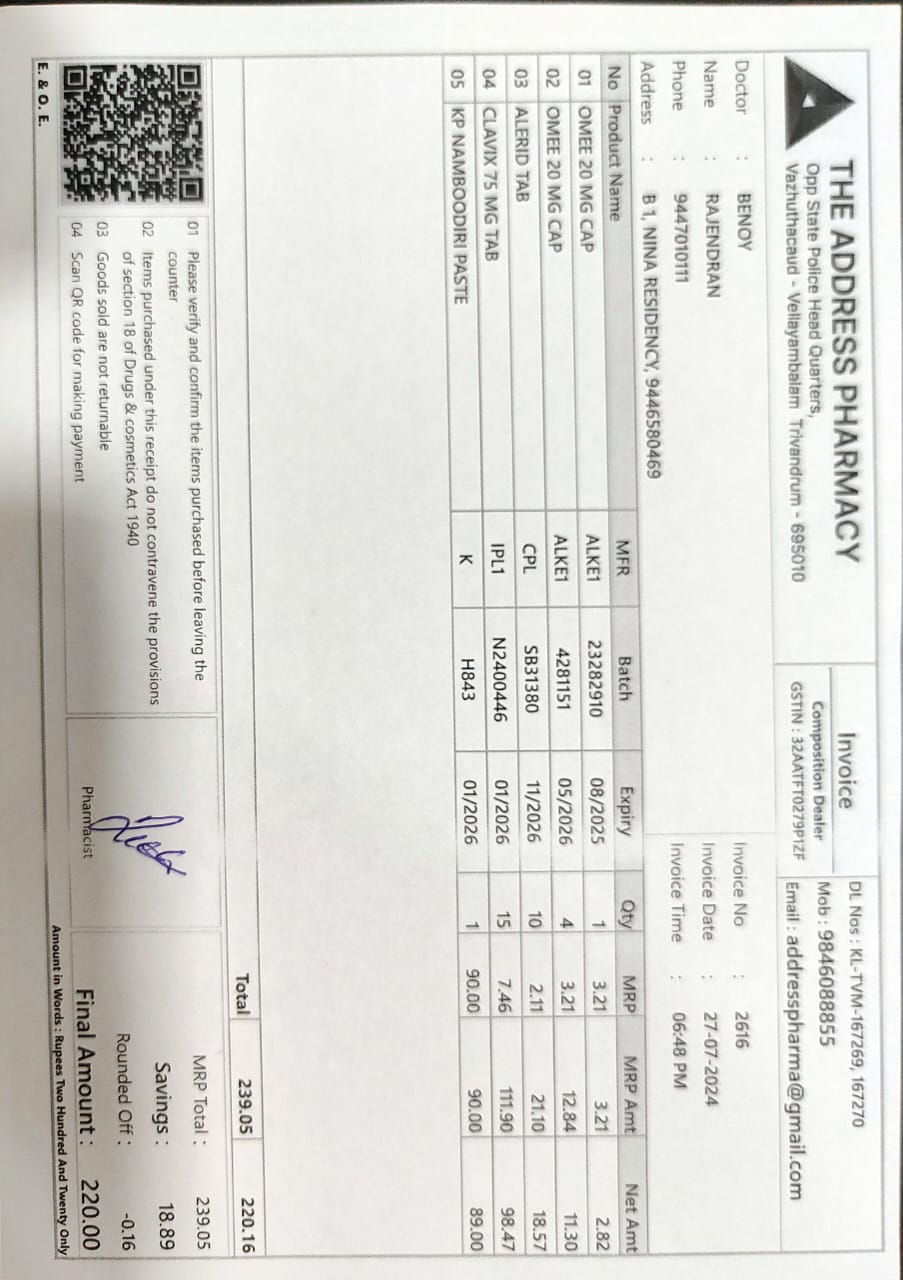 THE ADDRESS PHARMACY
Opp State Police Head Quarters,
Vazhuthacaud - Vellayambalam Trivandrum - 695010
Invoice
Composition Dealer
GSTIN : 32AATFT0279P1ZF
DL Nos : KL-TVM-167269, 167270
Mob : 9846088855
Email : addresspharma@gmail.com
Doctor : BENOY
Name : RAJENDRAN
Phone : 9447010111
Address : B 1, NINA RESIDENCY, 9446580469
Invoice No : 2616
Invoice Date : 27-07-2024
Invoice Time : 06:48 PM
No Product Name MFR Batch Expiry Qty MRP MRP Amt Net Amt
01 OMEE 20 MG CAP ALKE1 23282910 08/2025 1 3.21 3.21 2.82
02 OMEE 20 MG CAP ALKE1 4281151 05/2026 4 3.21 12.84 11.30
03 ALERID TAB CPL SB31380 11/2026 10 2.11 21.10 18.57
04 CLAVIX 75 MG TAB IPL1 N2400446 01/2026 15 7.46 111.90 98.47
05 KP NAMBOODIRI PASTE K H843 01/2026 1 90.00 90.00 89.00
Total 239.05 220.16
01 Please verify and confirm the items purchased before leaving the
counter
02 Items purchased under this receipt do not contravene the provisions
of section 18 of Drugs & cosmetics Act 1940
03 Goods sold are not returnable
04 Scan QR code for making payment
Pharmacist
MRP Total : 239.05
Savings : 18.89
Rounded Off : -0.16
Final Amount : 220.00
Amount in Words : Rupees Two Hundred And Twenty Only
E. & O. E.